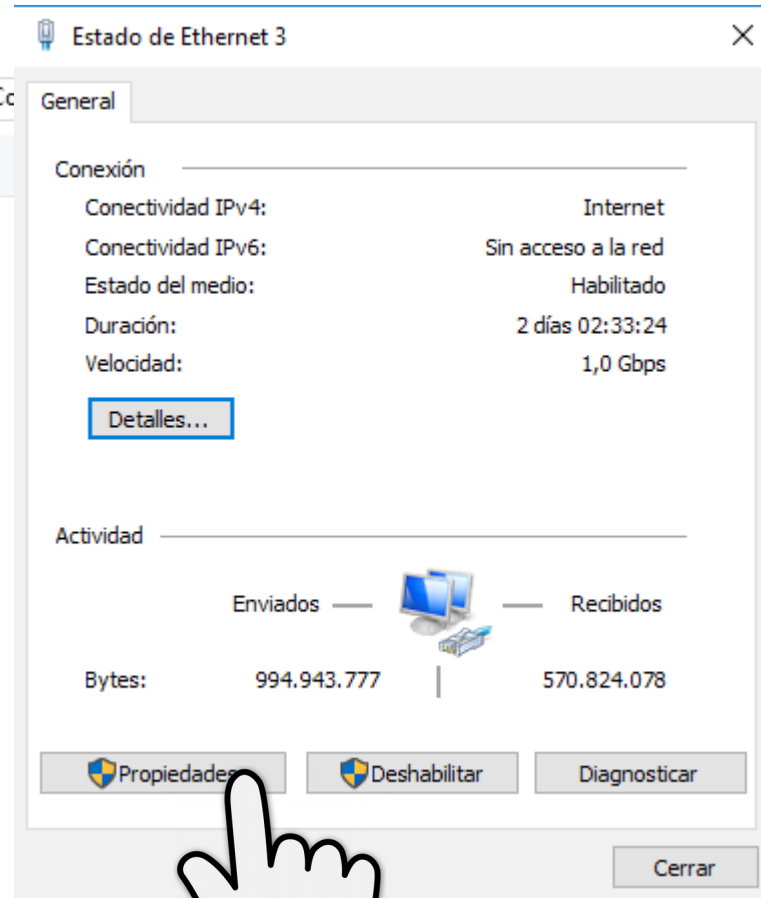 Estado de Ethernet 3
General
Conexión
Conectividad IPv4: Internet
Conectividad IPv6: Sin acceso a la red
Estado del medio: Habilitado
Duración: 2 días 02:33:24
Velocidad: 1,0 Gbps
Detalles...
Actividad
Enviados Recibidos
Bytes: 994.943.777 570.824.078
Propiedades Deshabilitar Diagnosticar
Cerrar